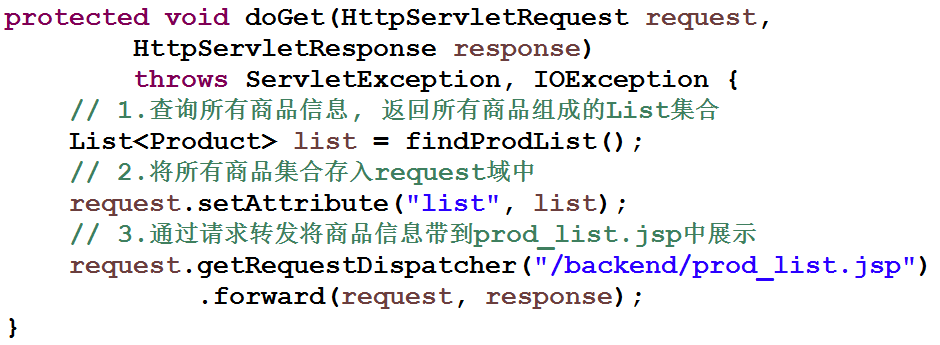 protected void doGet(HttpServletRequest request,
HttpServletResponse response)
throws ServletException, IOException {
// 1.查询所有商品信息, 返回所有商品组成的List集合
List<Product> list = findProdList();
// 2.将所有商品集合存入request域中
request.setAttribute("list", list);
// 3.通过请求转发将商品信息带到prod_list.jsp中展示
request.getRequestDispatcher("/backend/prod_list.jsp")
.forward(request, response);
}